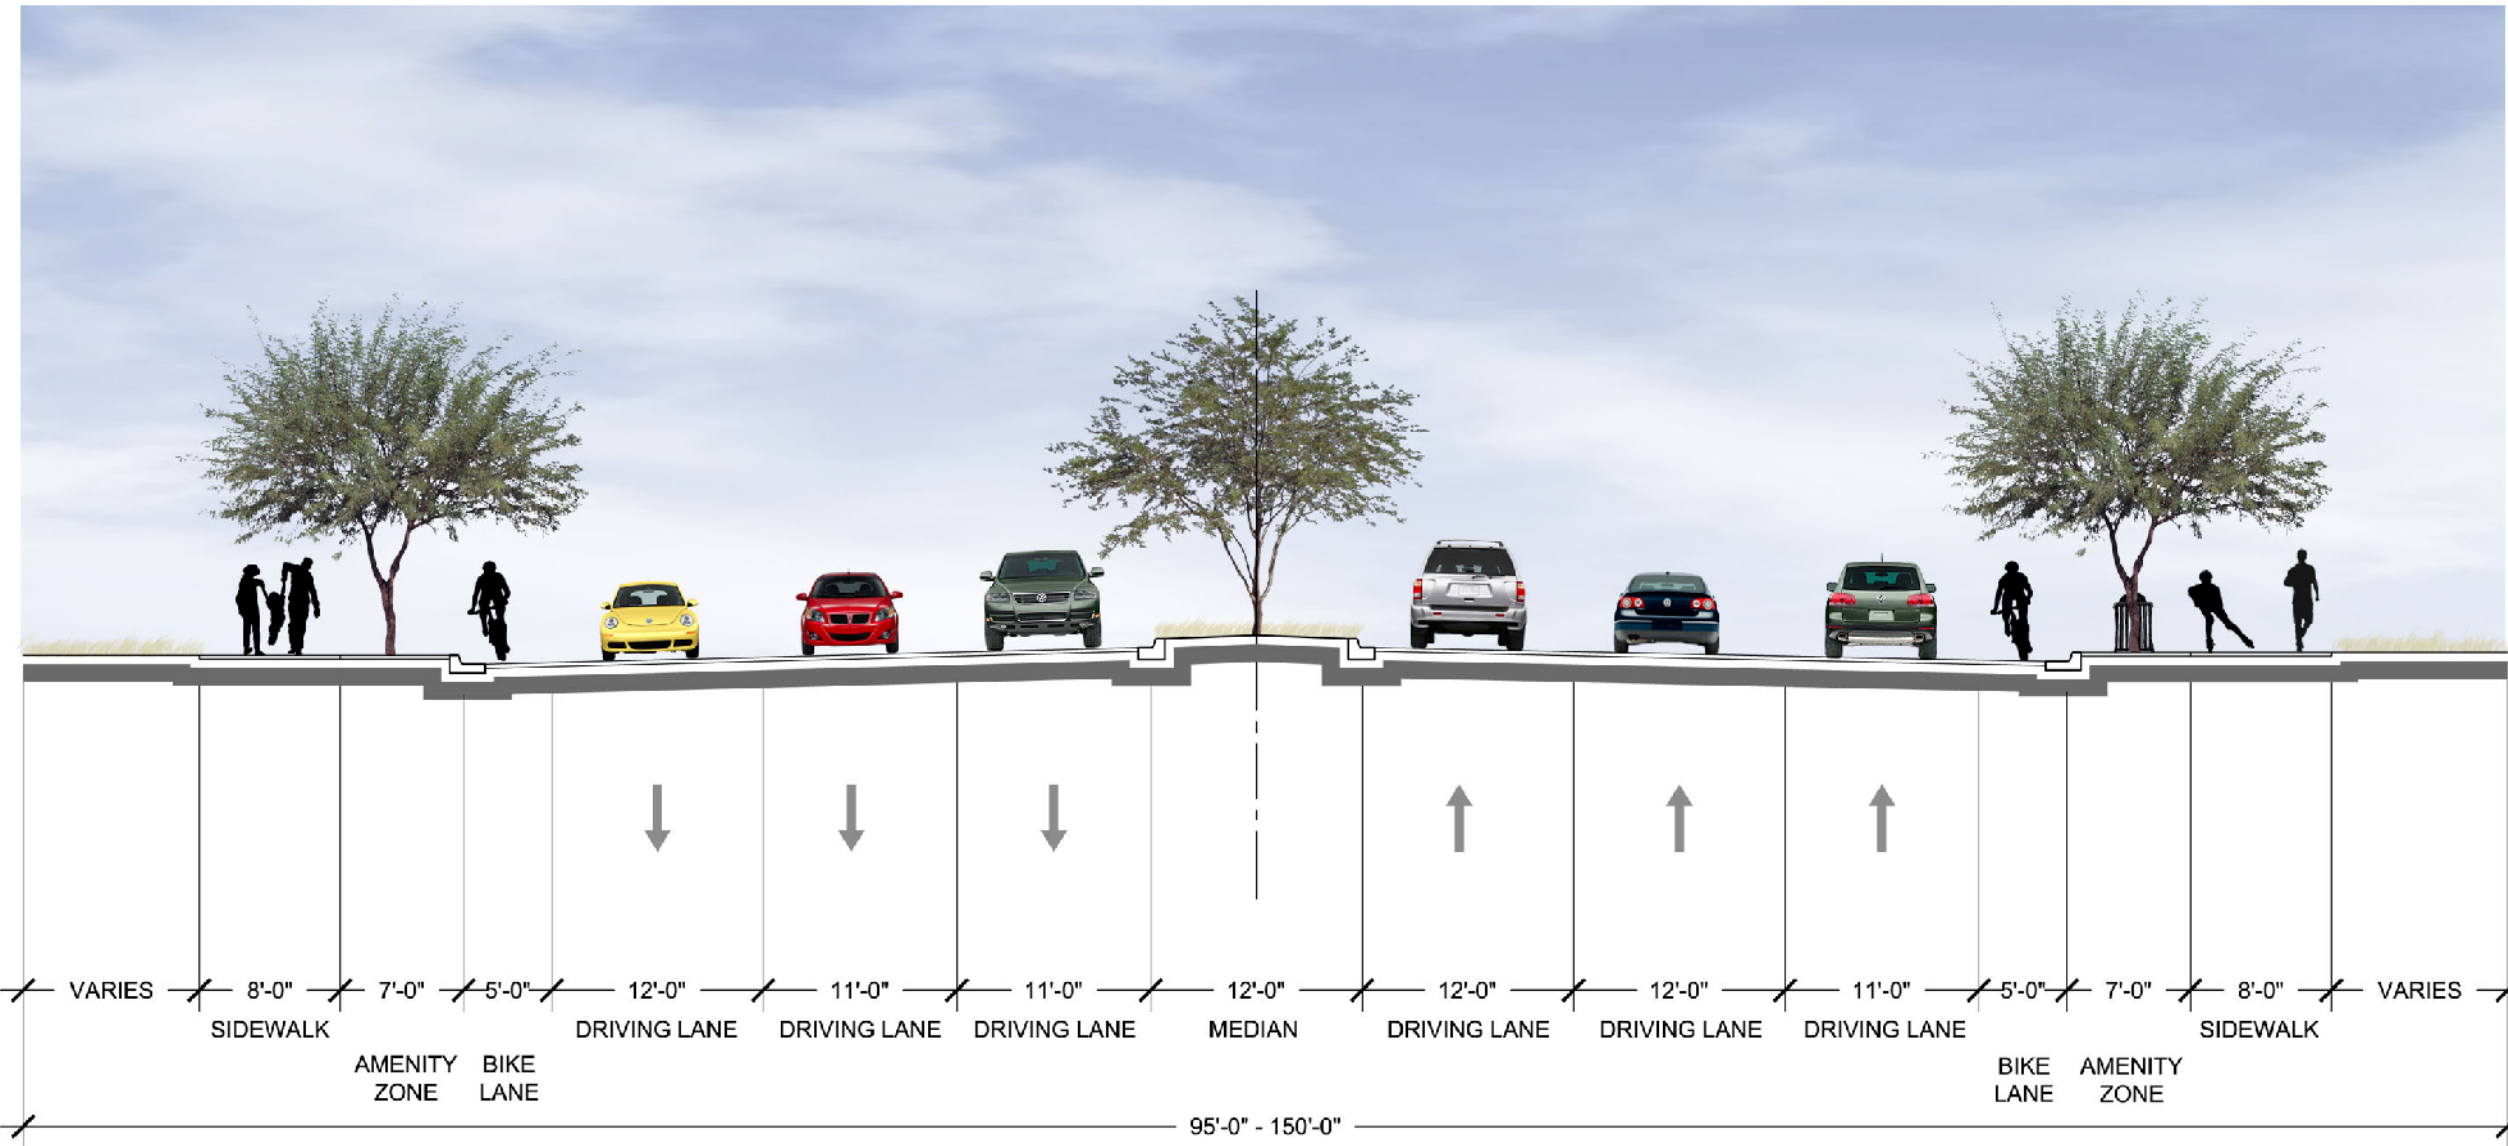 VARIES 8'-0" 7'-0" 5'-0" 12'-0" 11'-0" 11'-0" 12'-0" 12'-0" 12'-0" 11'-0" 5'-0" 7'-0" 8'-0" VARIES
SIDEWALK DRIVING LANE DRIVING LANE DRIVING LANE MEDIAN DRIVING LANE DRIVING LANE DRIVING LANE SIDEWALK
AMENITY BIKE BIKE AMENITY
ZONE LANE LANE ZONE
95'-0" - 150'-0"